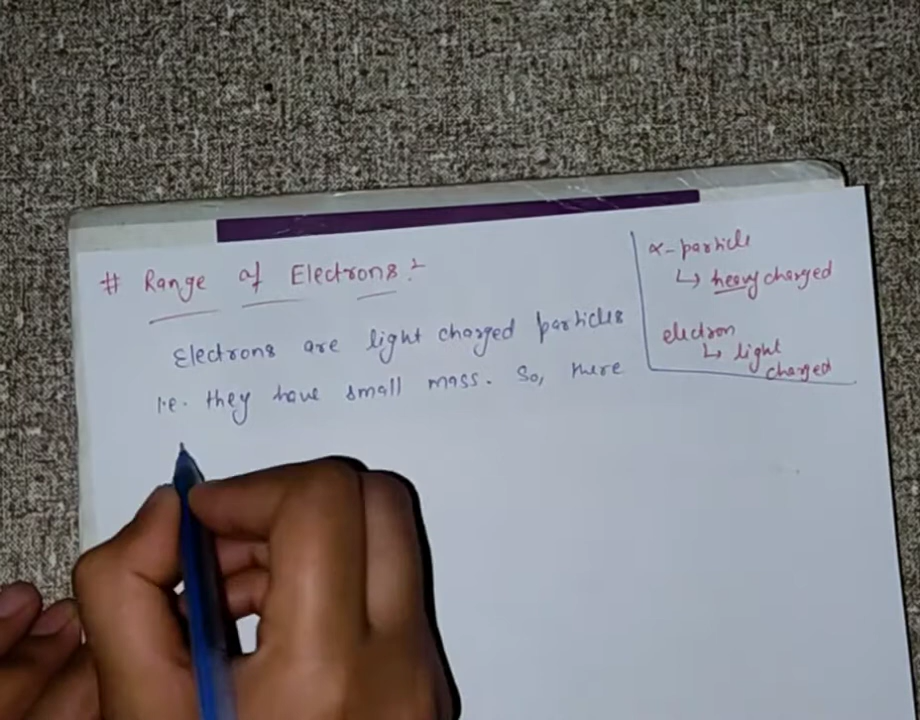 # Range of Electrons :-
Electrons are light charged particles
i.e. they have small mass. So, there
α-particle
↳ heavy charged
electron
↳ light
charged